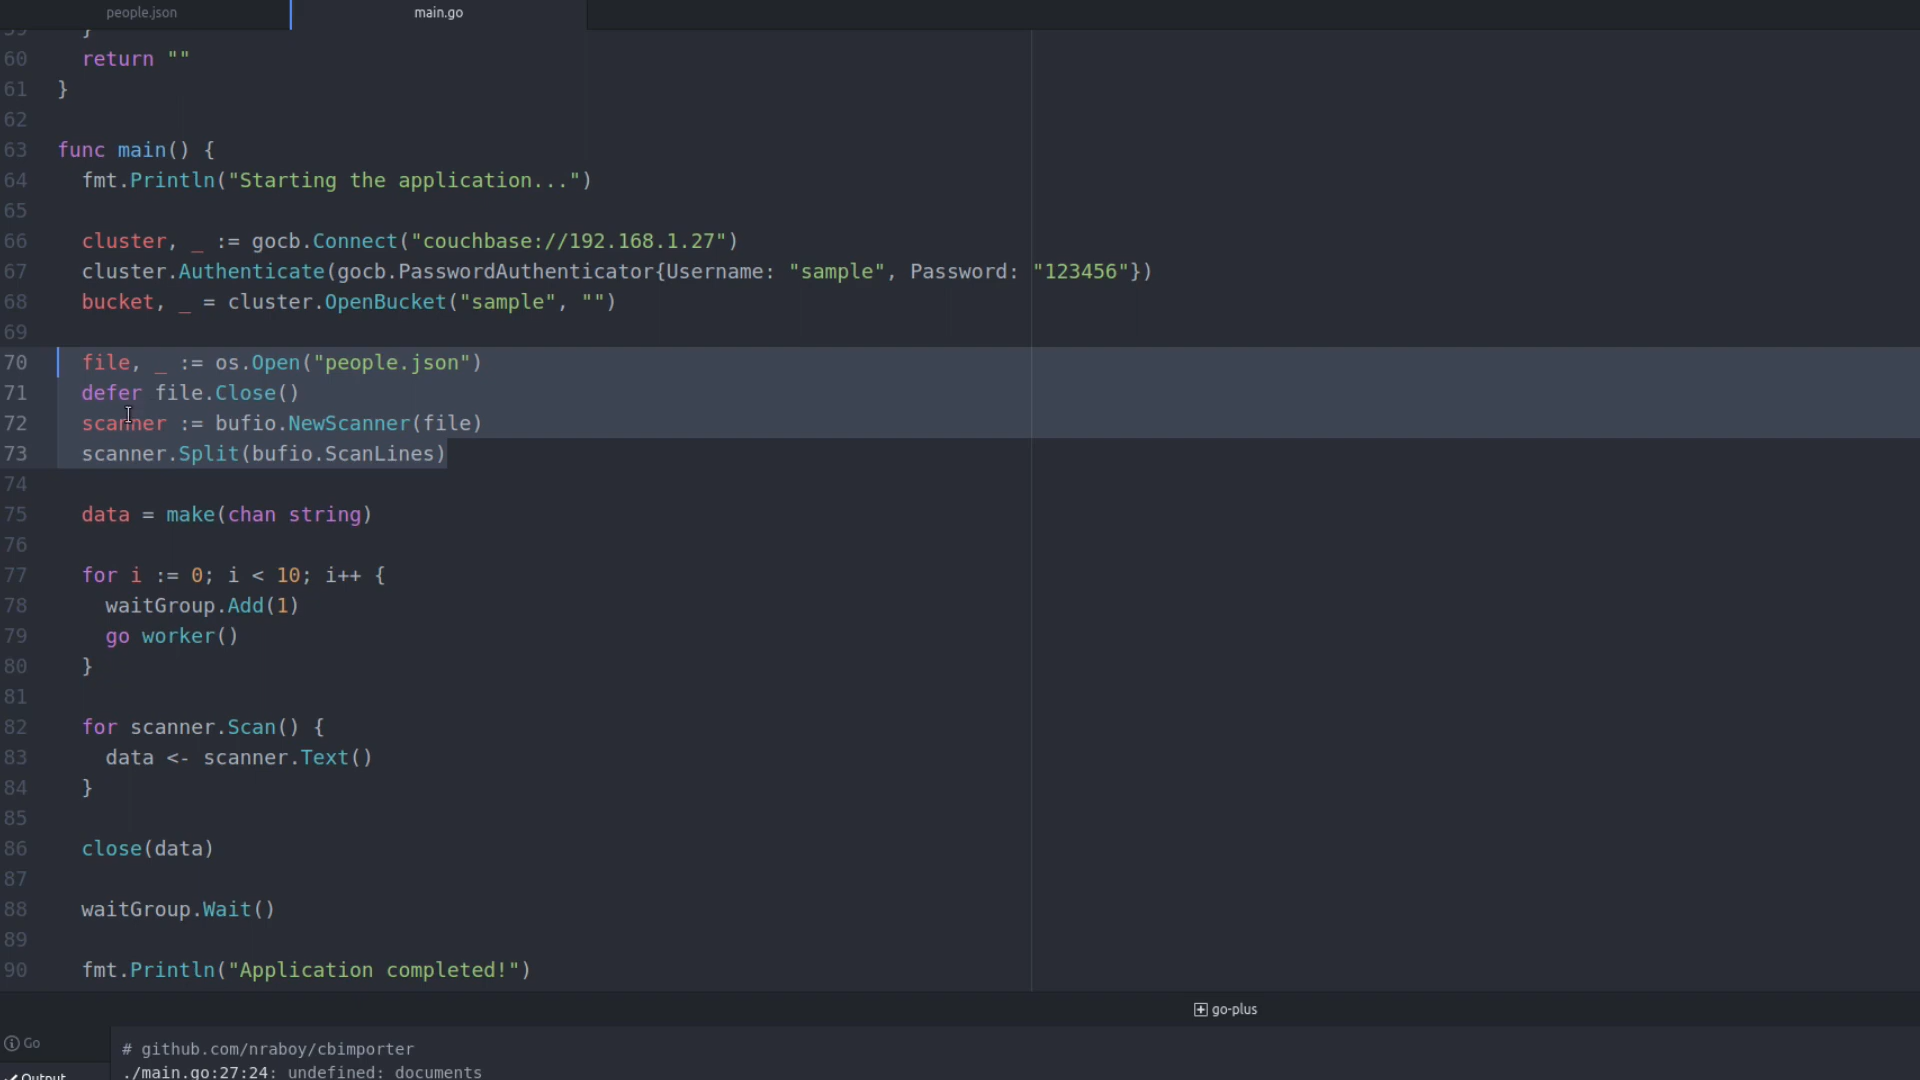 people.json
main.go
59 }
60 return ""
61 }
62
63 func main() {
64 fmt.Println("Starting the application...")
65
66 cluster, _ := gocb.Connect("couchbase://192.168.1.27")
67 cluster.Authenticate(gocb.PasswordAuthenticator{Username: "sample", Password: "123456"})
68 bucket, _ = cluster.OpenBucket("sample", "")
69
70 file, _ := os.Open("people.json")
71 defer file.Close()
72 scanner := bufio.NewScanner(file)
73 scanner.Split(bufio.ScanLines)
74
75 data = make(chan string)
76
77 for i := 0; i < 10; i++ {
78 waitGroup.Add(1)
79 go worker()
80 }
81
82 for scanner.Scan() {
83 data <- scanner.Text()
84 }
85
86 close(data)
87
88 waitGroup.Wait()
89
90 fmt.Println("Application completed!")
go-plus
Go
# github.com/nraboy/cbimporter
Output
./main.go:27:24: undefined: documents